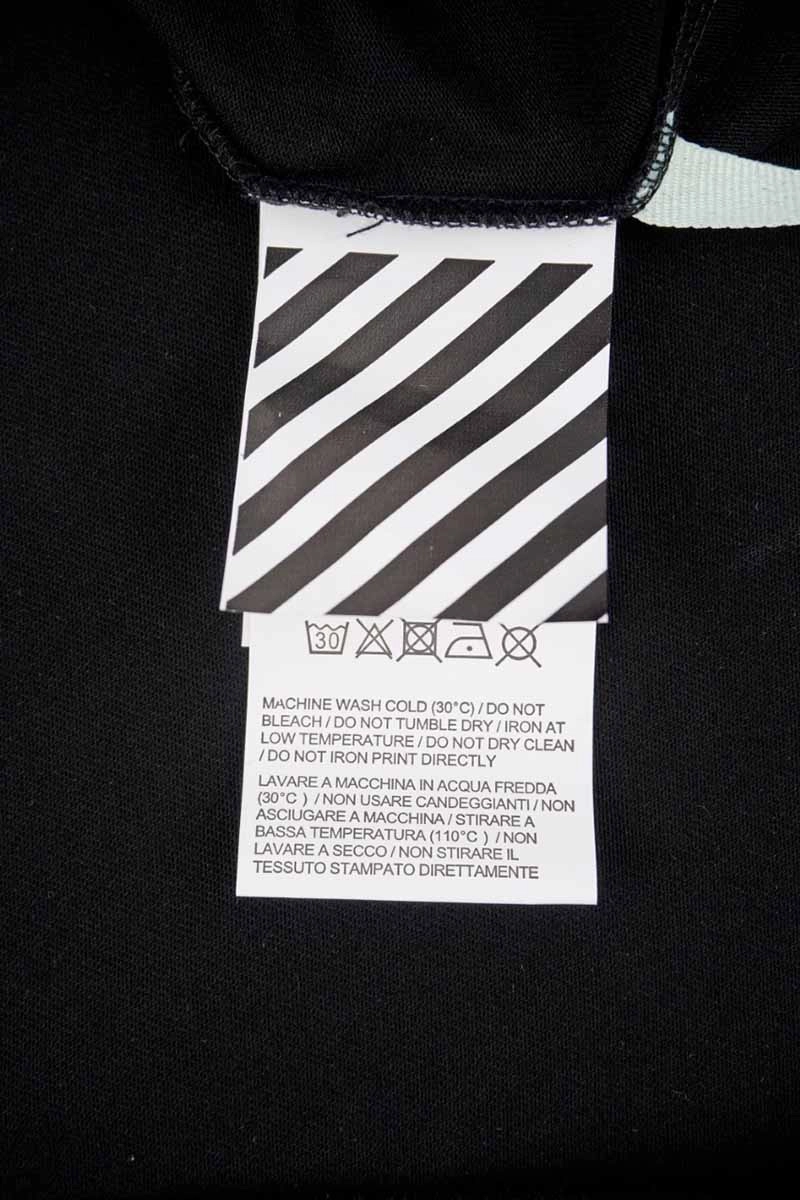 30
MACHINE WASH COLD (30°C) / DO NOT
BLEACH / DO NOT TUMBLE DRY / IRON AT
LOW TEMPERATURE / DO NOT DRY CLEAN
/ DO NOT IRON PRINT DIRECTLY
LAVARE A MACCHINA IN ACQUA FREDDA
(30°C ) / NON USARE CANDEGGIANTI / NON
ASCIUGARE A MACCHINA / STIRARE A
BASSA TEMPERATURA (110°C ) / NON
LAVARE A SECCO / NON STIRARE IL
TESSUTO STAMPATO DIRETTAMENTE